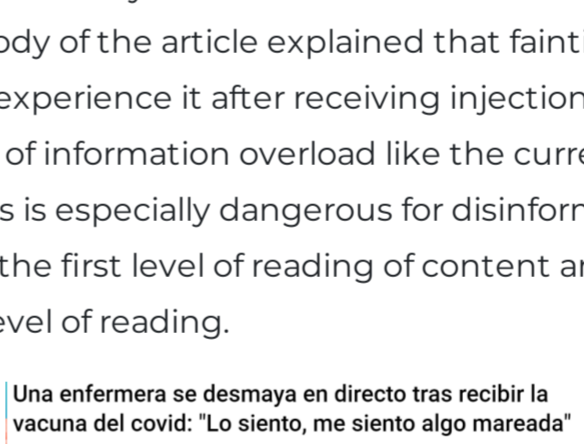 ody of the article explained that fainti
experience it after receiving injection
of information overload like the curre
s is especially dangerous for disinforn
the first level of reading of content ar
evel of reading.
Una enfermera se desmaya en directo tras recibir la
vacuna del covid: "Lo siento, me siento algo mareada"